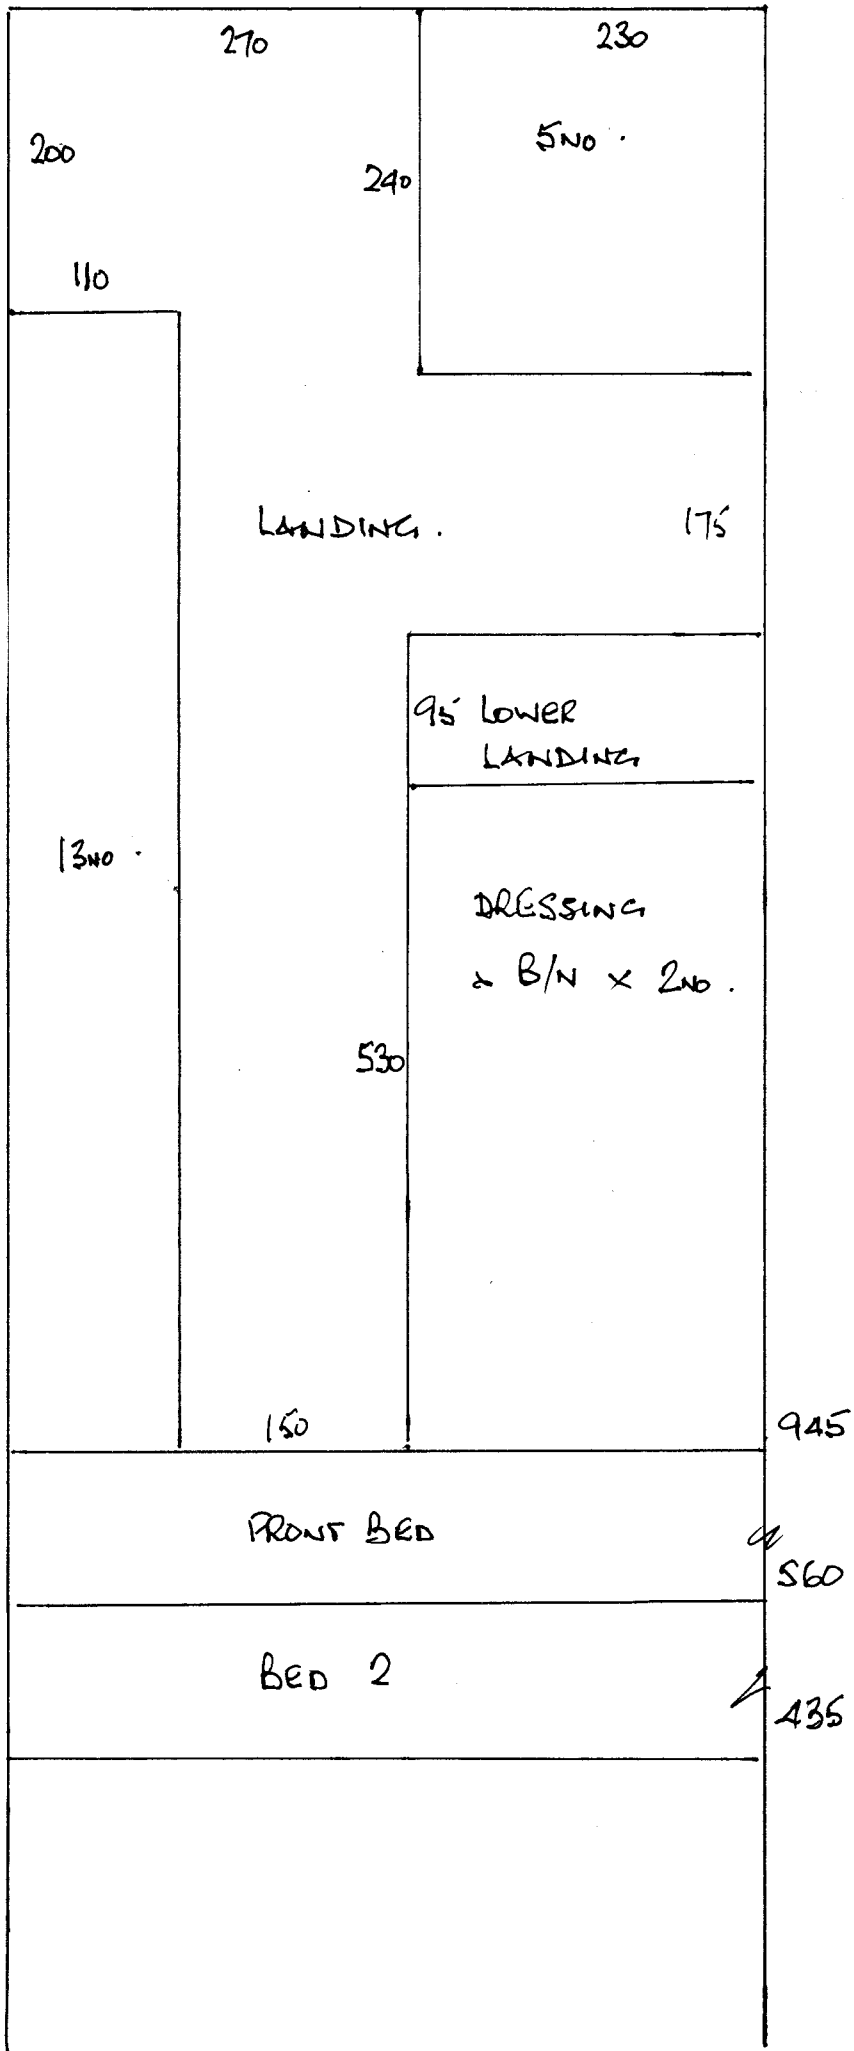 270
230
200
5NO.
240
110
LANDING.
175
95 LOWER
LANDING
13NO.
DRESSING
& B/N × 2NO.
530
150
945
FRONT BED
560
BED 2
435